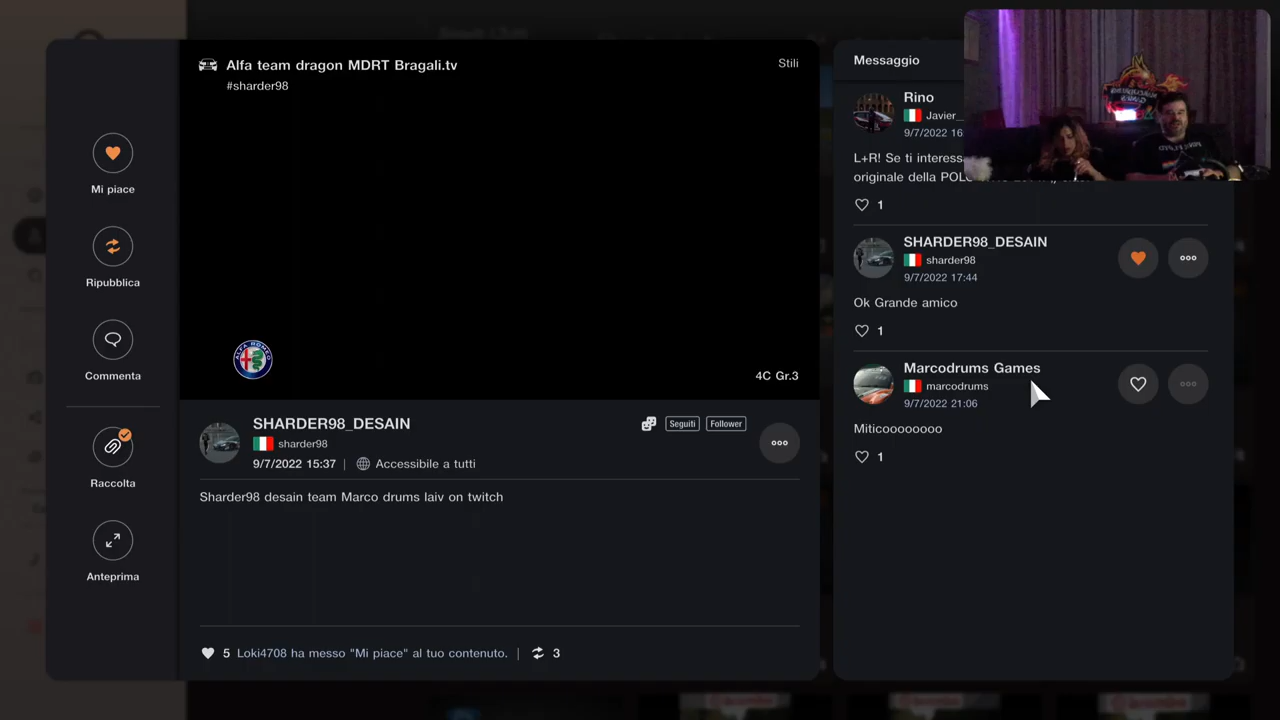 Alfa team dragon MDRT Bragali.tv
#sharder98
Stili
Mi piace
Ripubblica
Commenta
Raccolta
Anteprima
ALFA ROMEO
4C Gr.3
SHARDER98_DESAIN
sharder98
Seguiti
Follower
9/7/2022 15:37 |
Accessibile a tutti
Sharder98 desain team Marco drums laiv on twitch
5 Loki4708 ha messo "Mi piace" al tuo contenuto. | 3
Messaggio
Rino
Javier_
9/7/2022 16
L+R! Se ti interess
originale della
1
SHARDER98_DESAIN
sharder98
9/7/2022 17:44
Ok Grande amico
1
Marcodrums Games
marcodrums
9/7/2022 21:06
Miticoooooooo
1